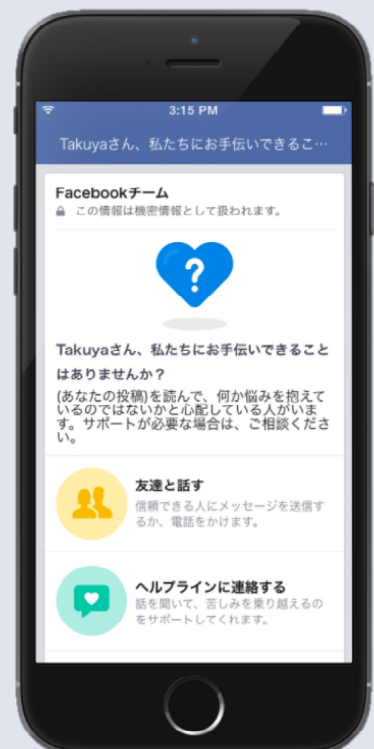 3:15 PM
Takuyaさん、私たちにお手伝いできるこ…
Facebookチーム
この情報は機密情報として扱われます。
?
Takuyaさん、私たちにお手伝いできること
はありませんか？
(あなたの投稿)を読んで、何か悩みを抱えて
いるのではないかと心配している人がいま
す。サポートが必要な場合は、ご相談くださ
い。
友達と話す
信頼できる人にメッセージを送信す
るか、電話をかけます。
ヘルプラインに連絡する
話を聞いて、苦しみを乗り越えるの
をサポートしてくれます。